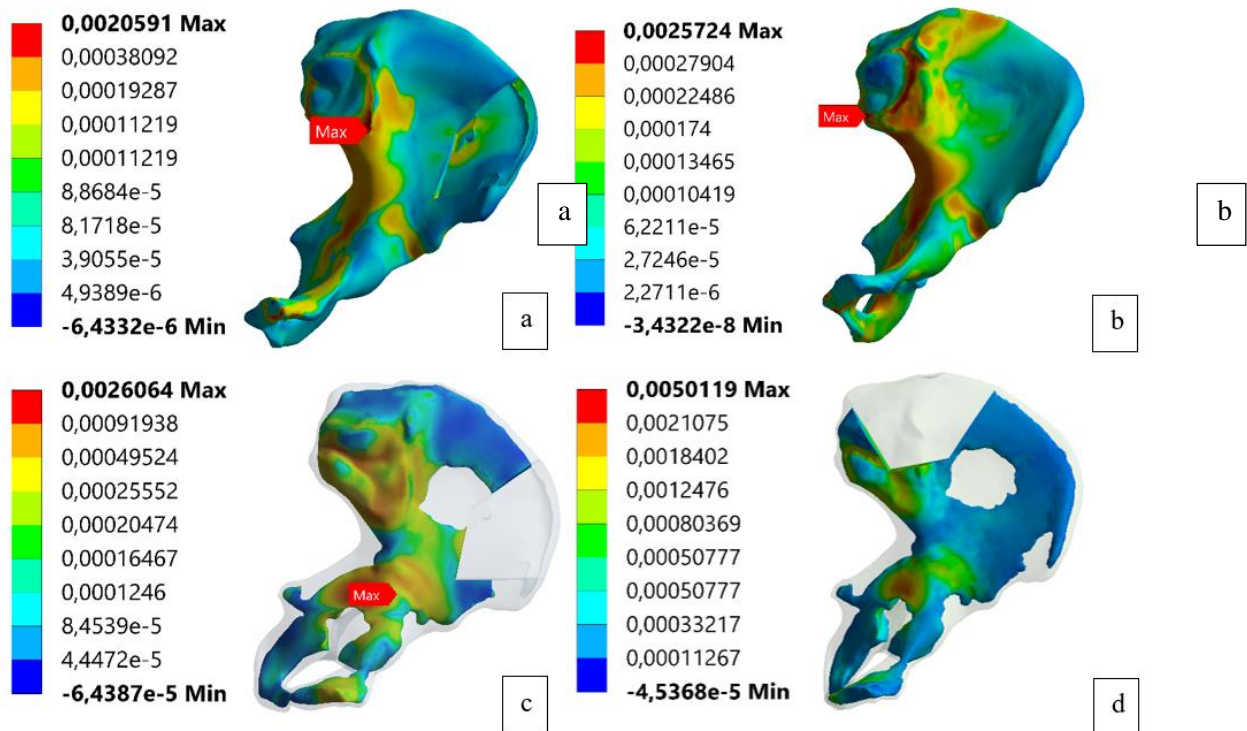 0,0020591 Max
0,00038092
0,00019287
0,00011219
0,00011219
8,8684e-5
8,1718e-5
3,9055e-5
4,9389e-6
-6,4332e-6 Min
Max
a
a
0,0025724 Max
0,00027904
0,00022486
0,000174
0,00013465
0,00010419
6,2211e-5
2,7246e-5
2,2711e-6
-3,4322e-8 Min
Max
b
b
0,0026064 Max
0,00091938
0,00049524
0,00025552
0,00020474
0,00016467
0,0001246
8,4539e-5
4,4472e-5
-6,4387e-5 Min
Max
c
0,0050119 Max
0,0021075
0,0018402
0,0012476
0,00080369
0,00050777
0,00050777
0,00033217
0,00011267
-4,5368e-5 Min
d